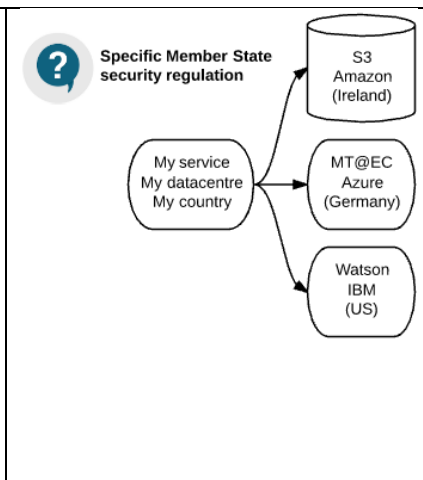 ?
Specific Member State
security regulation
S3
Amazon
(Ireland)
My service
My datacentre
My country
MT@EC
Azure
(Germany)
Watson
IBM
(US)